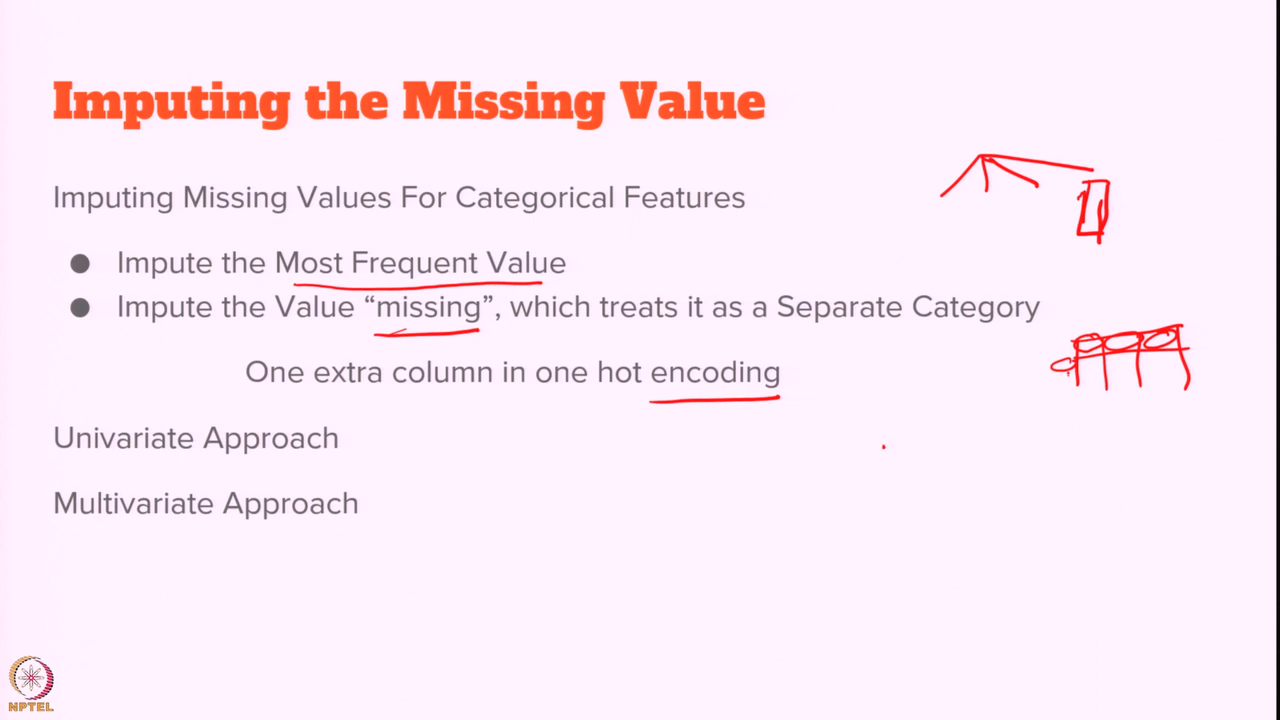 Imputing the Missing Value
Imputing Missing Values For Categorical Features
● Impute the Most Frequent Value
● Impute the Value “missing”, which treats it as a Separate Category
One extra column in one hot encoding
Univariate Approach
Multivariate Approach
NPTEL